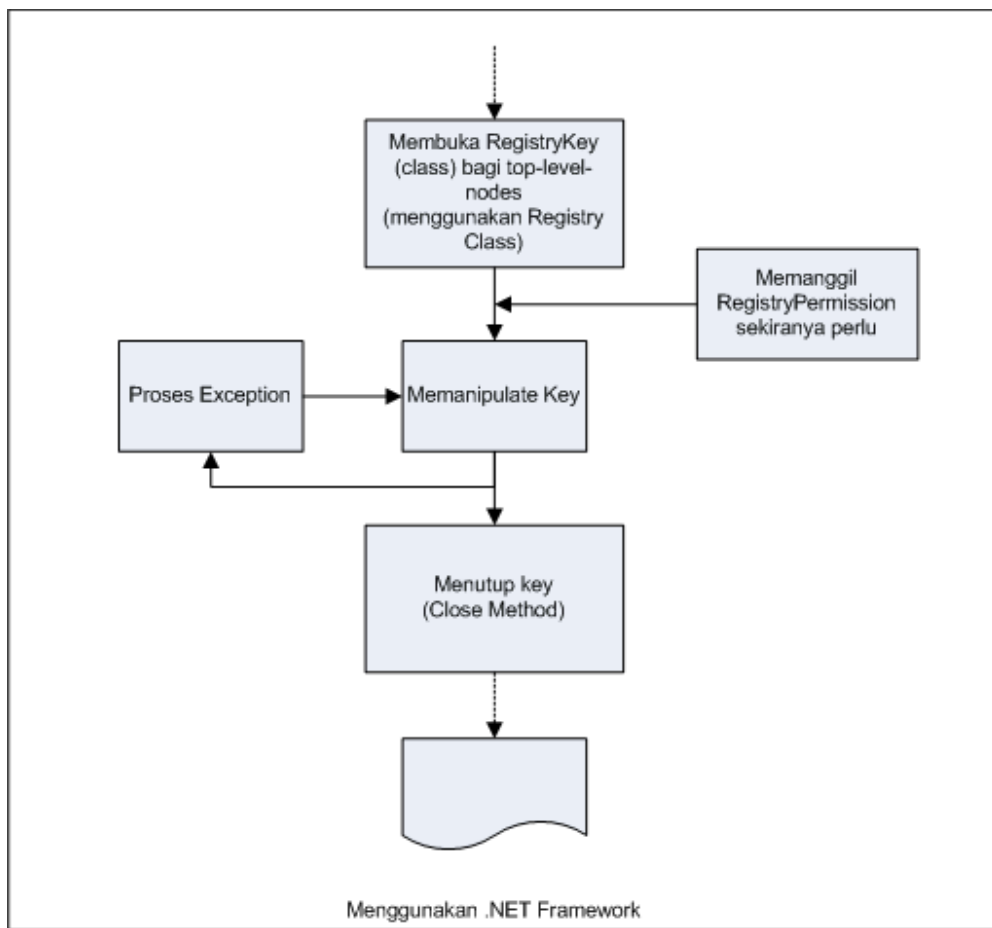 Membuka RegistryKey
(class) bagi top-level-
nodes
(menggunakan Registry
Class)
Memanggil
RegistryPermission
sekiranya perlu
Proses Exception
Memanipulate Key
Menutup key
(Close Method)
Menggunakan .NET Framework